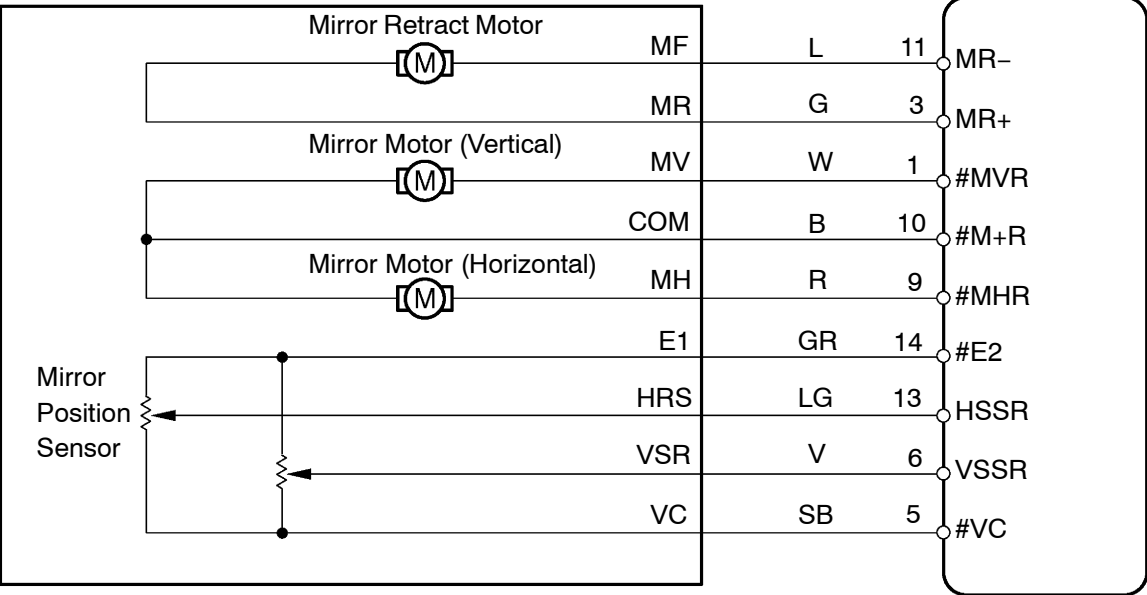 Mirror Retract Motor
M
MF L 11 MR−
MR G 3 MR+
Mirror Motor (Vertical)
M
MV W 1 #MVR
COM B 10 #M+R
Mirror Motor (Horizontal)
M
MH R 9 #MHR
E1 GR 14 #E2
Mirror
Position
Sensor
HRS LG 13 HSSR
VSR V 6 VSSR
VC SB 5 #VC